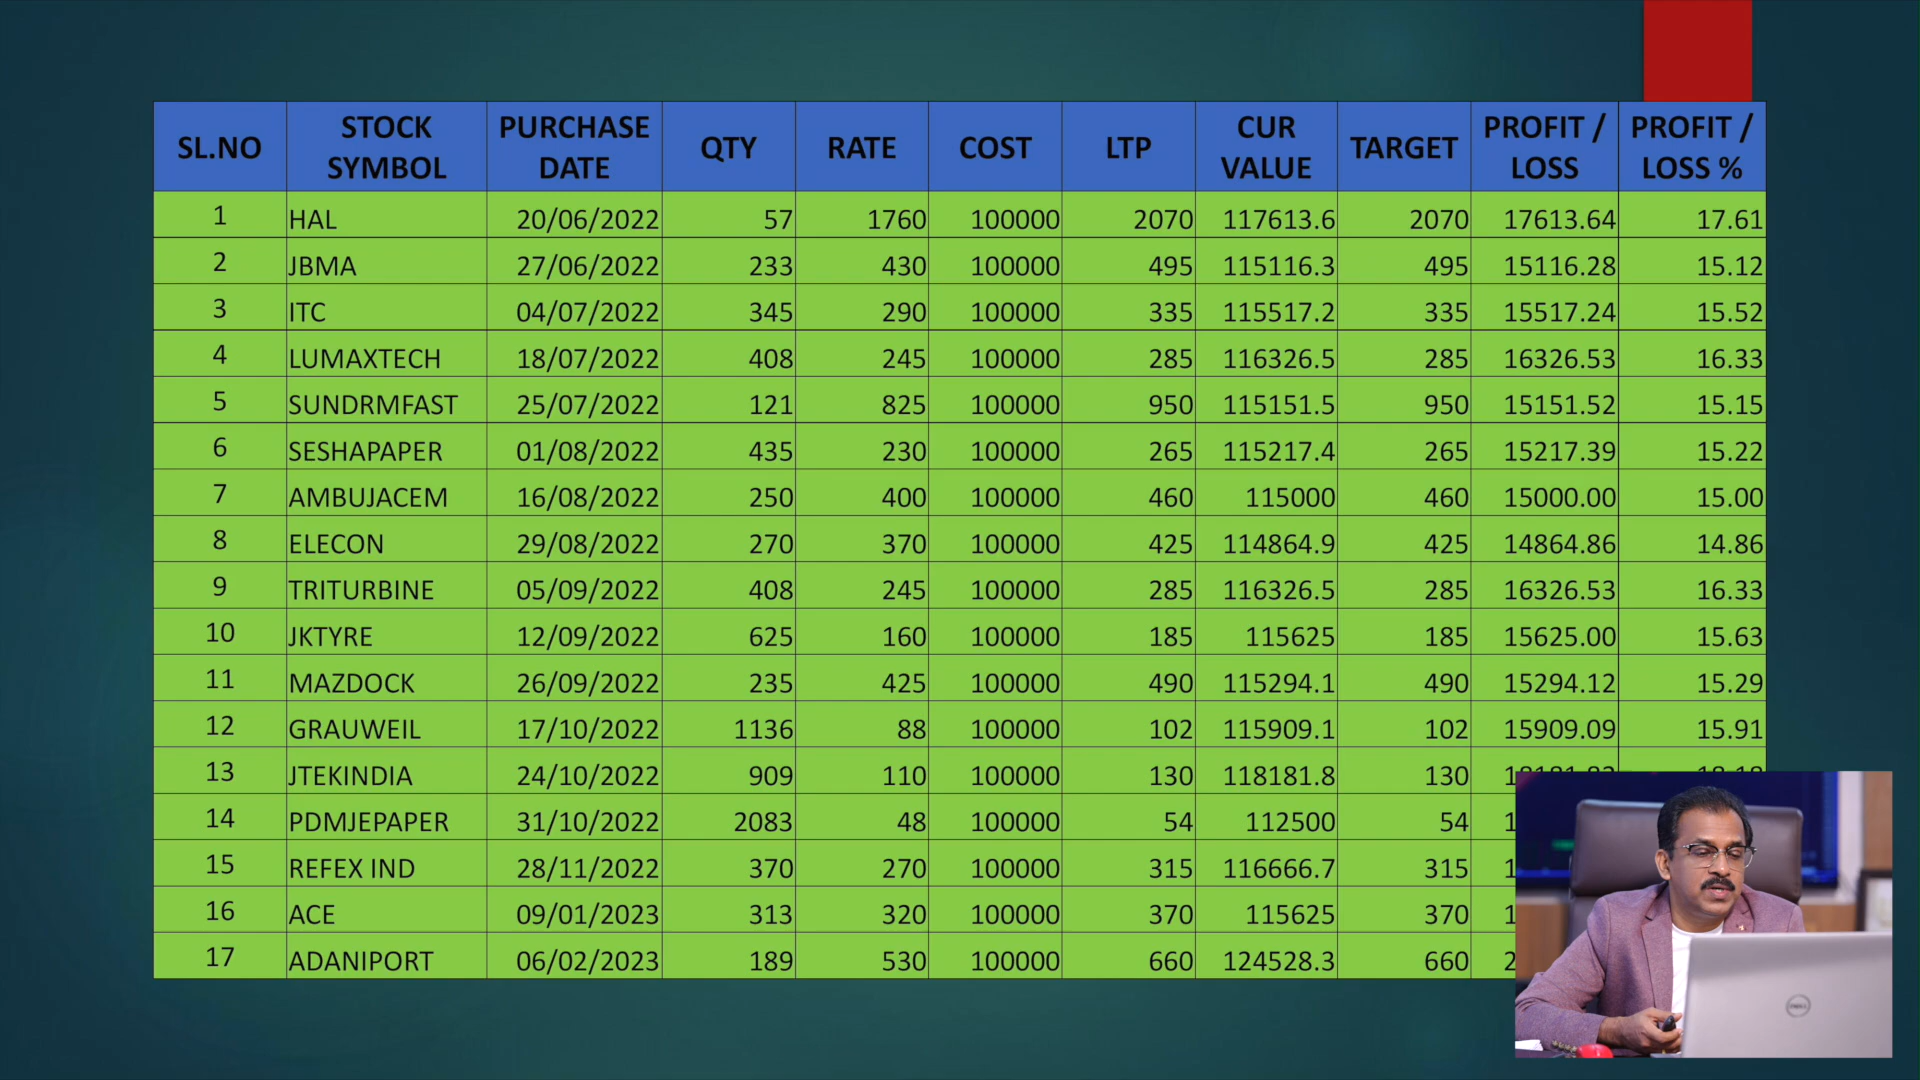 SL.NO STOCK SYMBOL PURCHASE DATE QTY RATE COST LTP CUR VALUE TARGET PROFIT / LOSS PROFIT / LOSS %
1 HAL 20/06/2022 57 1760 100000 2070 117613.6 2070 17613.64 17.61
2 JBMA 27/06/2022 233 430 100000 495 115116.3 495 15116.28 15.12
3 ITC 04/07/2022 345 290 100000 335 115517.2 335 15517.24 15.52
4 LUMAXTECH 18/07/2022 408 245 100000 285 116326.5 285 16326.53 16.33
5 SUNDRMFAST 25/07/2022 121 825 100000 950 115151.5 950 15151.52 15.15
6 SESHAPAPER 01/08/2022 435 230 100000 265 115217.4 265 15217.39 15.22
7 AMBUJACEM 16/08/2022 250 400 100000 460 115000 460 15000.00 15.00
8 ELECON 29/08/2022 270 370 100000 425 114864.9 425 14864.86 14.86
9 TRITURBINE 05/09/2022 408 245 100000 285 116326.5 285 16326.53 16.33
10 JKTYRE 12/09/2022 625 160 100000 185 115625 185 15625.00 15.63
11 MAZDOCK 26/09/2022 235 425 100000 490 115294.1 490 15294.12 15.29
12 GRAUWEIL 17/10/2022 1136 88 100000 102 115909.1 102 15909.09 15.91
13 JTEKINDIA 24/10/2022 909 110 100000 130 118181.8 130
14 PDMJEPAPER 31/10/2022 2083 48 100000 54 112500 54
15 REFEX IND 28/11/2022 370 270 100000 315 116666.7 315
16 ACE 09/01/2023 313 320 100000 370 115625 370
17 ADANIPORT 06/02/2023 189 530 100000 660 124528.3 660